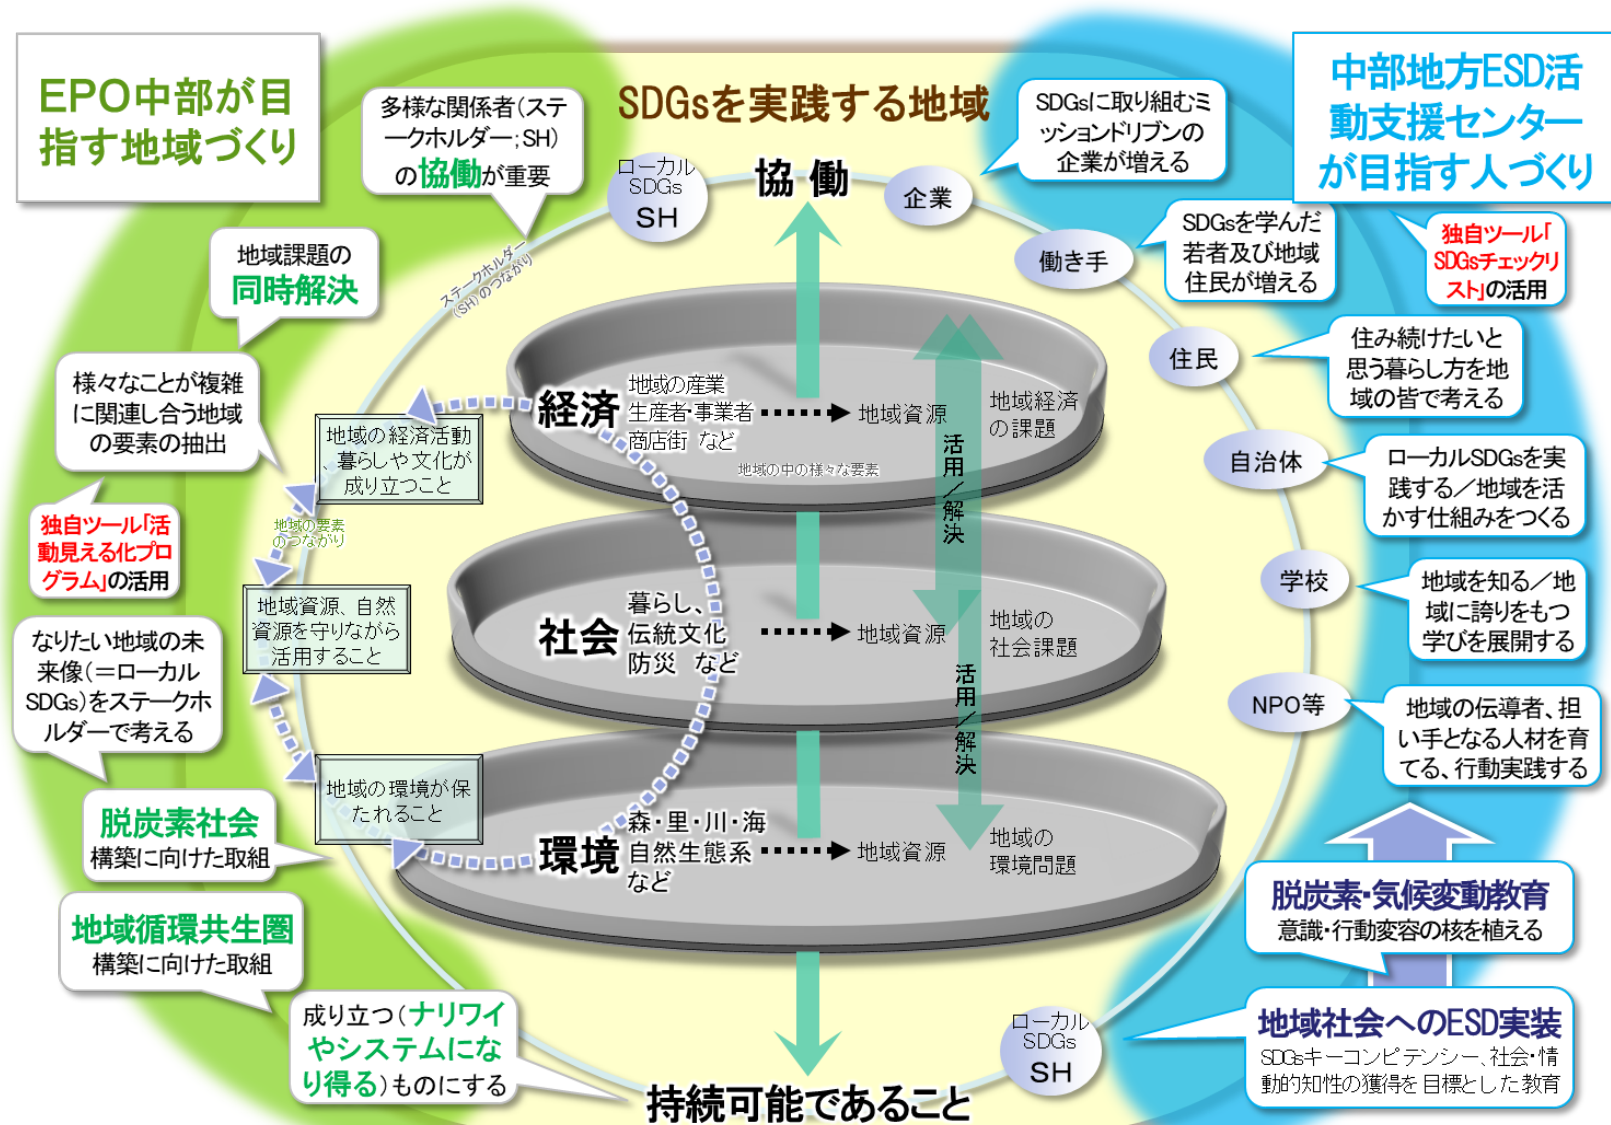 EPO中部が目
指す地域づくり
多様な関係者(ステ
ークホルダー;SH)
の協働が重要
地域課題の
同時解決
様々なことが複雑
に関連し合う地域
の要素の抽出
独自ツール「活
動見える化プロ
グラム」の活用
なりたい地域の未
来像(=ローカル
SDGs)をステークホ
ルダーで考える
脱炭素社会
構築に向けた取組
地域循環共生圏
構築に向けた取組
成り立つ(ナリワイ
やシステムにな
り得る)ものにする
SDGsを実践する地域
協働
ローカル
SDGs
SH
ステークホルダー
(SH)のつながり
経済
地域の産業
生産者・事業者
商店街 など
地域資源
地域経済
の課題
地域の中の様々な要素
活用/解決
地域の経済活動
、暮らしや文化が
成り立つこと
地域の要素
のつながり
地域資源、自然
資源を守りながら
活用すること
地域の環境が保
たれること
社会
暮らし、
伝統文化
防災 など
地域資源
地域の
社会課題
活用/解決
環境
森・里・川・海
自然生態系
など
地域資源
地域の
環境問題
持続可能であること
企業
働き手
住民
自治体
学校
NPO等
ローカル
SDGs
SH
中部地方ESD活
動支援センター
が目指す人づくり
SDGsに取り組むミ
ッションドリブンの
企業が増える
SDGsを学んだ
若者及び地域
住民が増える
独自ツール「
SDGsチェックリ
スト」の活用
住み続けたいと
思う暮らし方を地
域の皆で考える
ローカルSDGsを実
践する/地域を活
かす仕組みをつくる
地域を知る/地
域に誇りをもつ
学びを展開する
地域の伝導者、担
い手となる人材を育
てる、行動実践する
脱炭素・気候変動教育
意識・行動変容の核を植える
地域社会へのESD実装
SDGsキーコンピテンシー、社会・情
動的知性の獲得を目標とした教育